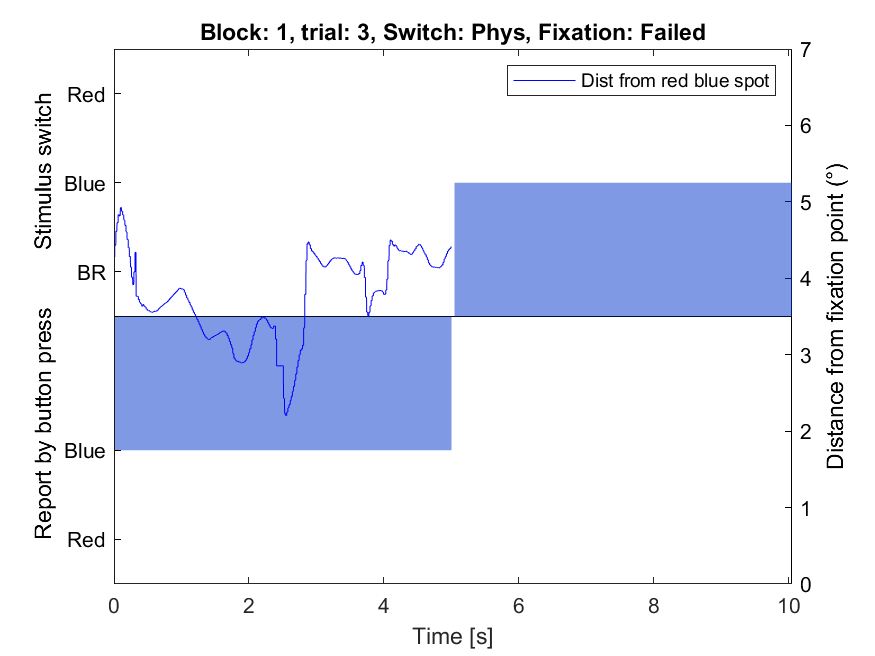 Block: 1, trial: 3, Switch: Phys, Fixation: Failed
Dist from red blue spot
Stimulus switch
Report by button press
Red
Blue
BR
Blue
Red
7
6
5
4
3
2
1
0
Distance from fixation point (°)
0 2 4 6 8 10
Time [s]